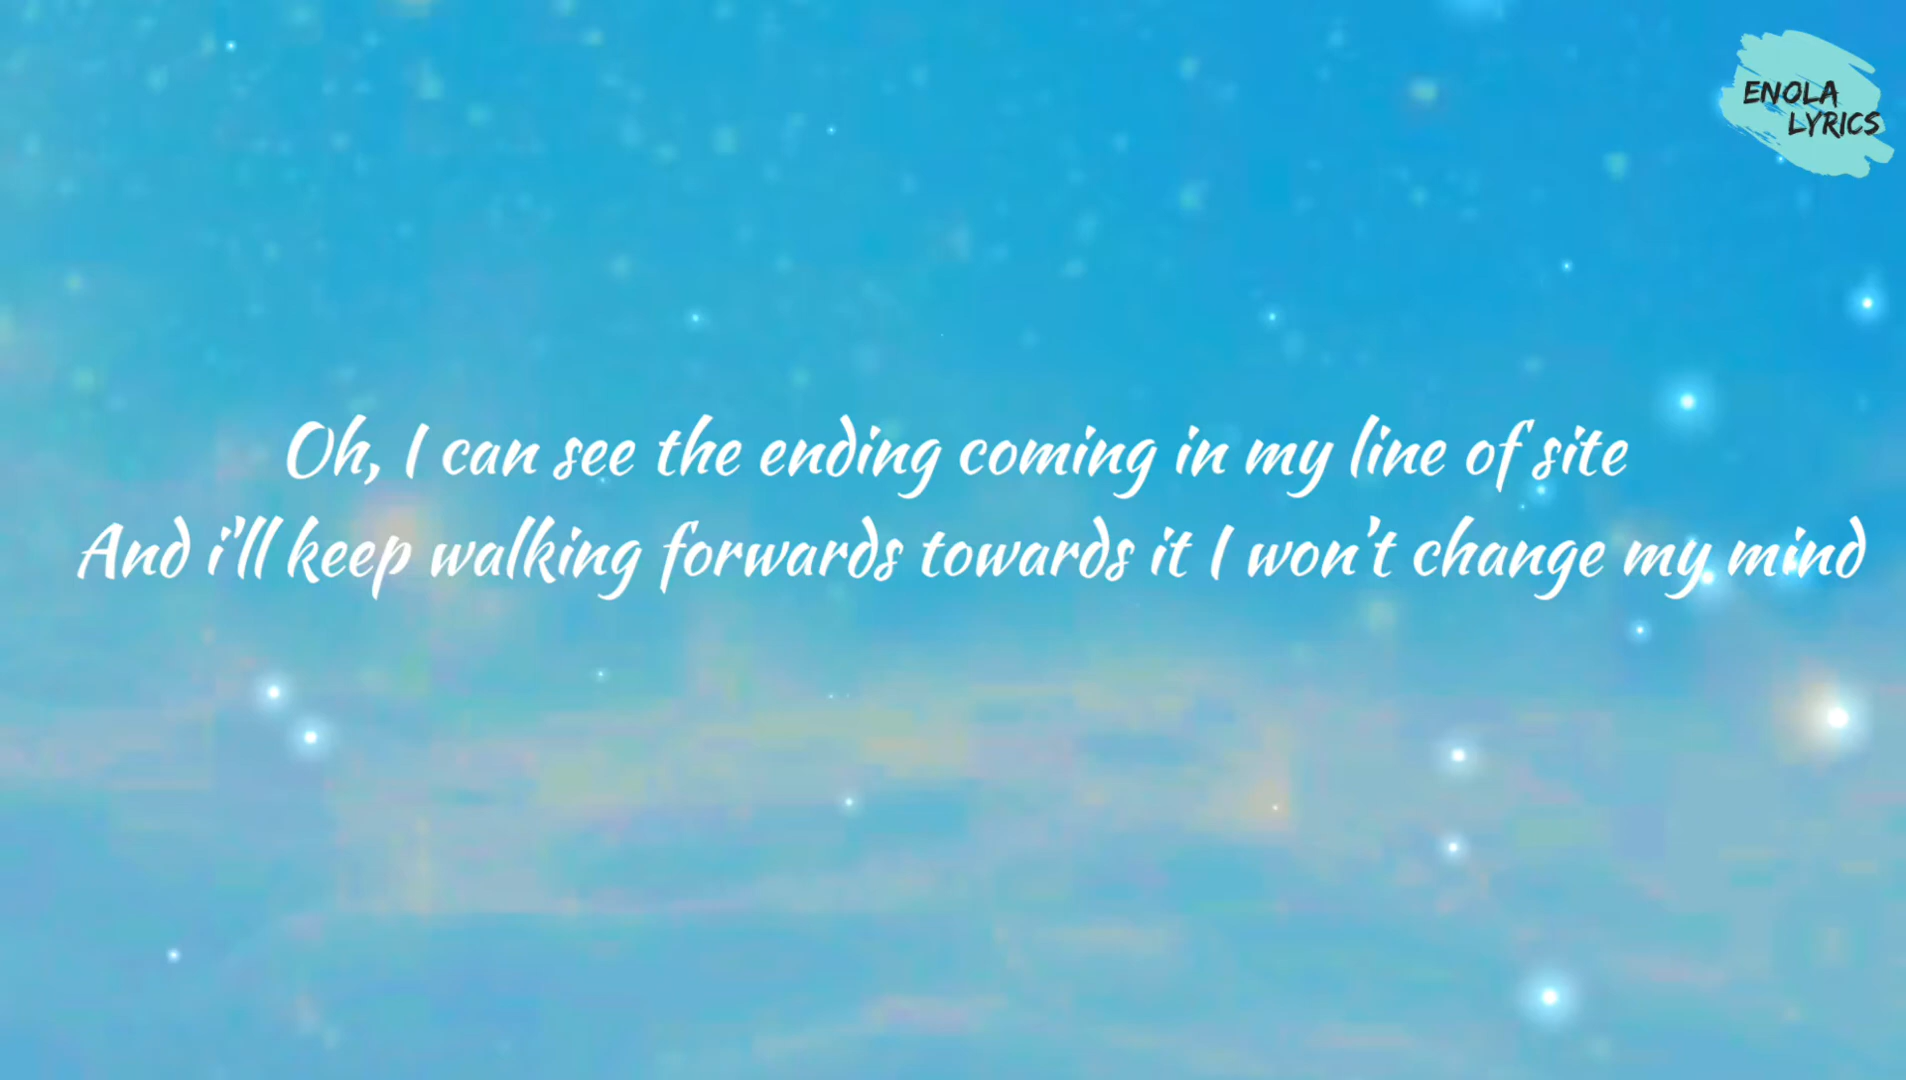 ENOLA
LYRICS
Oh, I can see the ending coming in my line of site
And i'll keep walking forwards towards it I won't change my mind